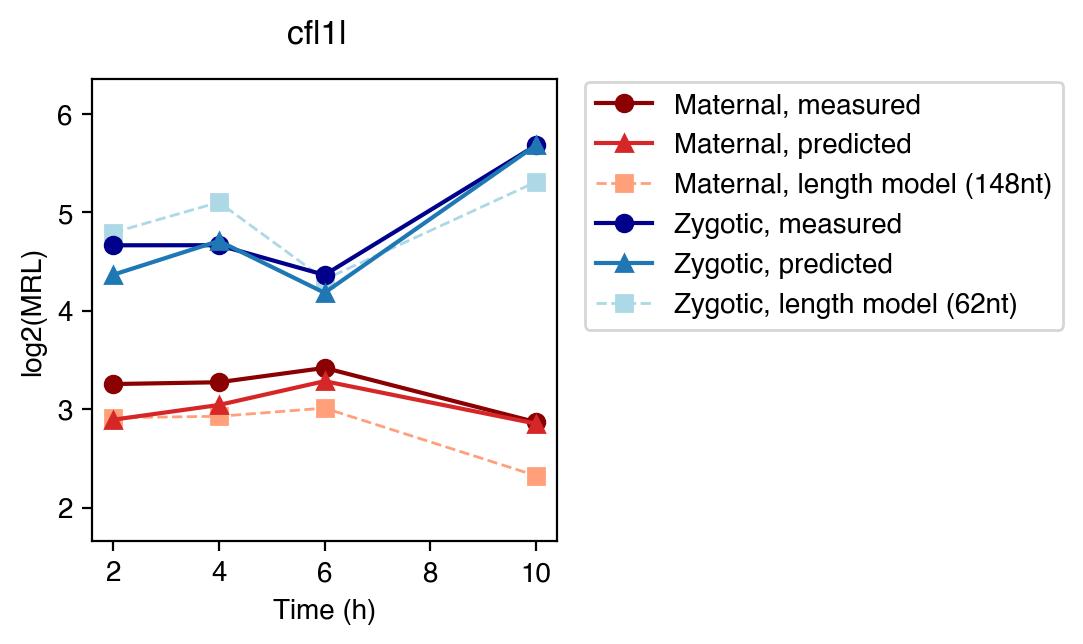 cfl1l
6
5
4
3
2
log2(MRL)
2
4
6
8
10
Time (h)
Maternal, measured
Maternal, predicted
Maternal, length model (148nt)
Zygotic, measured
Zygotic, predicted
Zygotic, length model (62nt)